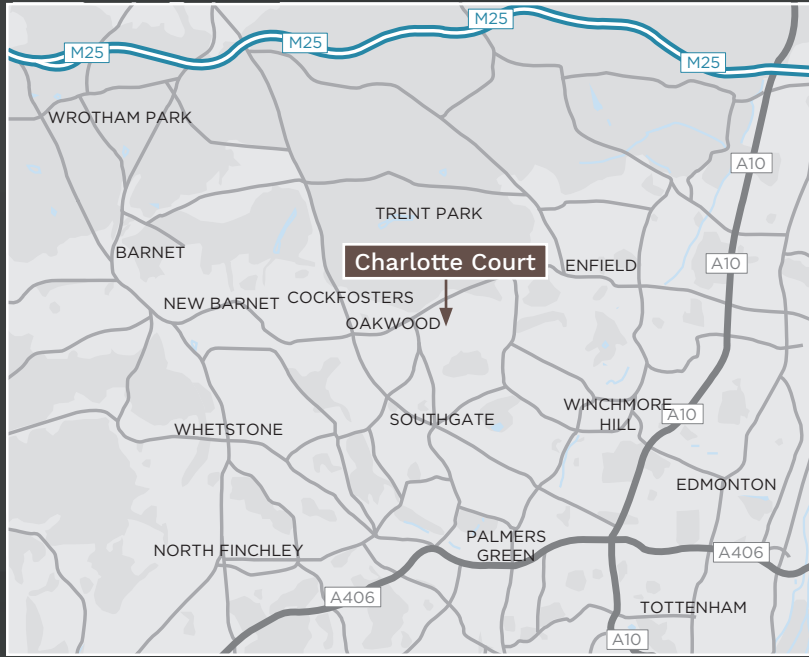 M25
M25
M25
M25
WROTHAM PARK
A10
TRENT PARK
BARNET
Charlotte Court
ENFIELD
A10
NEW BARNET
COCKFOSTERS
OAKWOOD
WINCHMORE
HILL
A10
SOUTHGATE
WHETSTONE
EDMONTON
PALMERS
GREEN
NORTH FINCHLEY
A406
A406
TOTTENHAM
A10